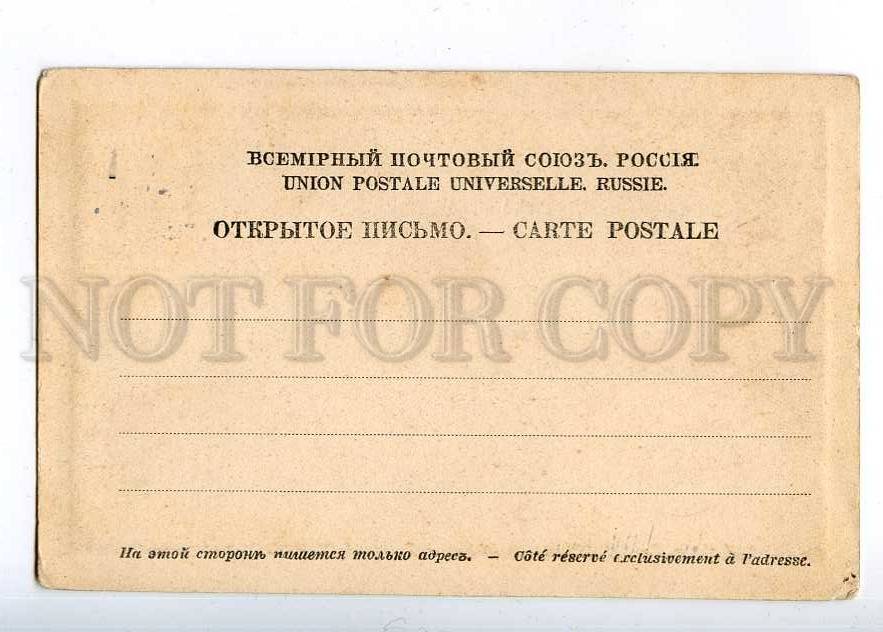 ВСЕМІРНЫЙ ПОЧТОВЫЙ СОЮЗЪ. РОССІЯ.
UNION POSTALE UNIVERSELLE. RUSSIE.
ОТКРЫТОЕ ПИСЬМО. — CARTE POSTALE
NOT FOR COPY
На этой сторонѣ пишется только адресъ. — Côté réservé exclusivement à l'adresse.